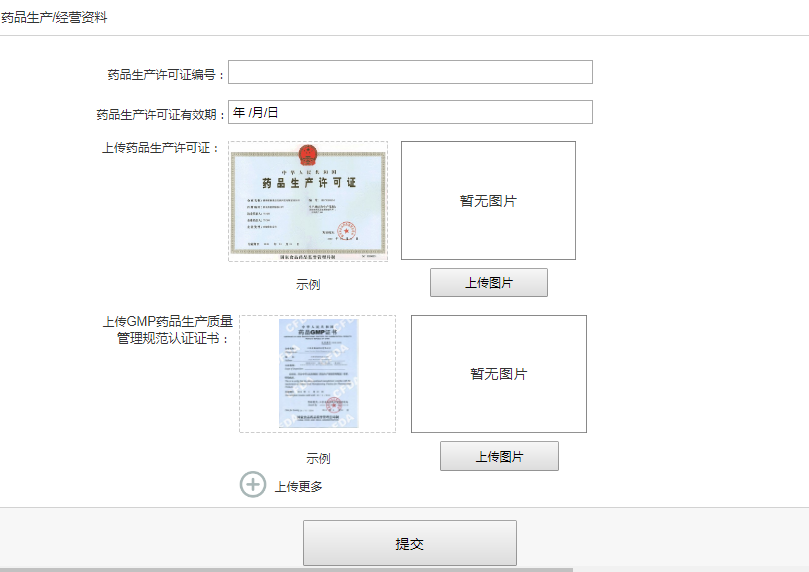 药品生产/经营资料
药品生产许可证编号：
药品生产许可证有效期：
年 /月/日
上传药品生产许可证：
中华人民共和国
药品生产许可证
国家食品药品监督管理局制
暂无图片
示例
上传图片
上传GMP药品生产质量
管理规范认证证书：
中华人民共和国
药品GMP证书
暂无图片
示例
上传图片
上传更多
提交